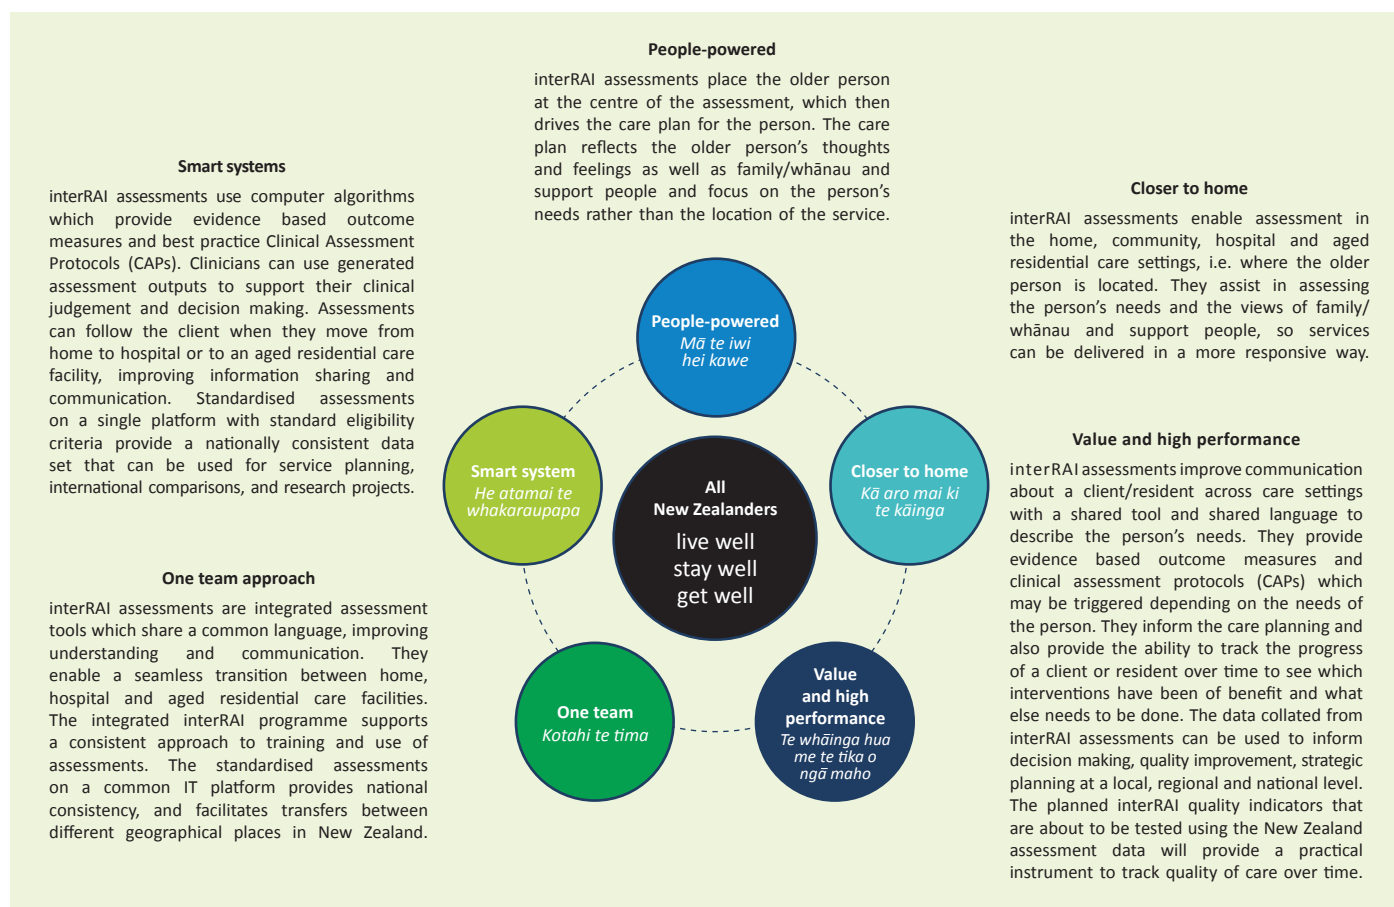 People-powered
interRAI assessments place the older person
at the centre of the assessment, which then
drives the care plan for the person. The care
plan reflects the older person's thoughts
and feelings as well as family/whānau and
support people and focus on the person's
needs rather than the location of the service.
Smart systems
interRAI assessments use computer algorithms
which provide evidence based outcome
measures and best practice Clinical Assessment
Protocols (CAPs). Clinicians can use generated
assessment outputs to support their clinical
judgement and decision making. Assessments
can follow the client when they move from
home to hospital or to an aged residential care
facility, improving information sharing and
communication. Standardised assessments
on a single platform with standard eligibility
criteria provide a nationally consistent data
set that can be used for service planning,
international comparisons, and research projects.
One team approach
interRAI assessments are integrated assessment
tools which share a common language, improving
understanding and communication. They
enable a seamless transition between home,
hospital and aged residential care facilities.
The integrated interRAI programme supports
a consistent approach to training and use of
assessments. The standardised assessments
on a common IT platform provides national
consistency, and facilitates transfers between
different geographical places in New Zealand.
People-powered
Mā te iwi
hei kawe
Smart system
He atamai te
whakaraupapa
All
New Zealanders
live well
stay well
get well
Closer to home
Kā aro mai ki
te kāinga
One team
Kotahi te tima
Value
and high
performance
Te whāinga hua
me te tika o
ngā maho
Closer to home
interRAI assessments enable assessment in
the home, community, hospital and aged
residential care settings, i.e. where the older
person is located. They assist in assessing
the person's needs and the views of family/
whānau and support people, so services
can be delivered in a more responsive way.
Value and high performance
interRAI assessments improve communication
about a client/resident across care settings
with a shared tool and shared language to
describe the person's needs. They provide
evidence based outcome measures and
clinical assessment protocols (CAPs) which
may be triggered depending on the needs of
the person. They inform the care planning and
also provide the ability to track the progress
of a client or resident over time to see which
interventions have been of benefit and what
else needs to be done. The data collated from
interRAI assessments can be used to inform
decision making, quality improvement, strategic
planning at a local, regional and national level.
The planned interRAI quality indicators that
are about to be tested using the New Zealand
assessment data will provide a practical
instrument to track quality of care over time.